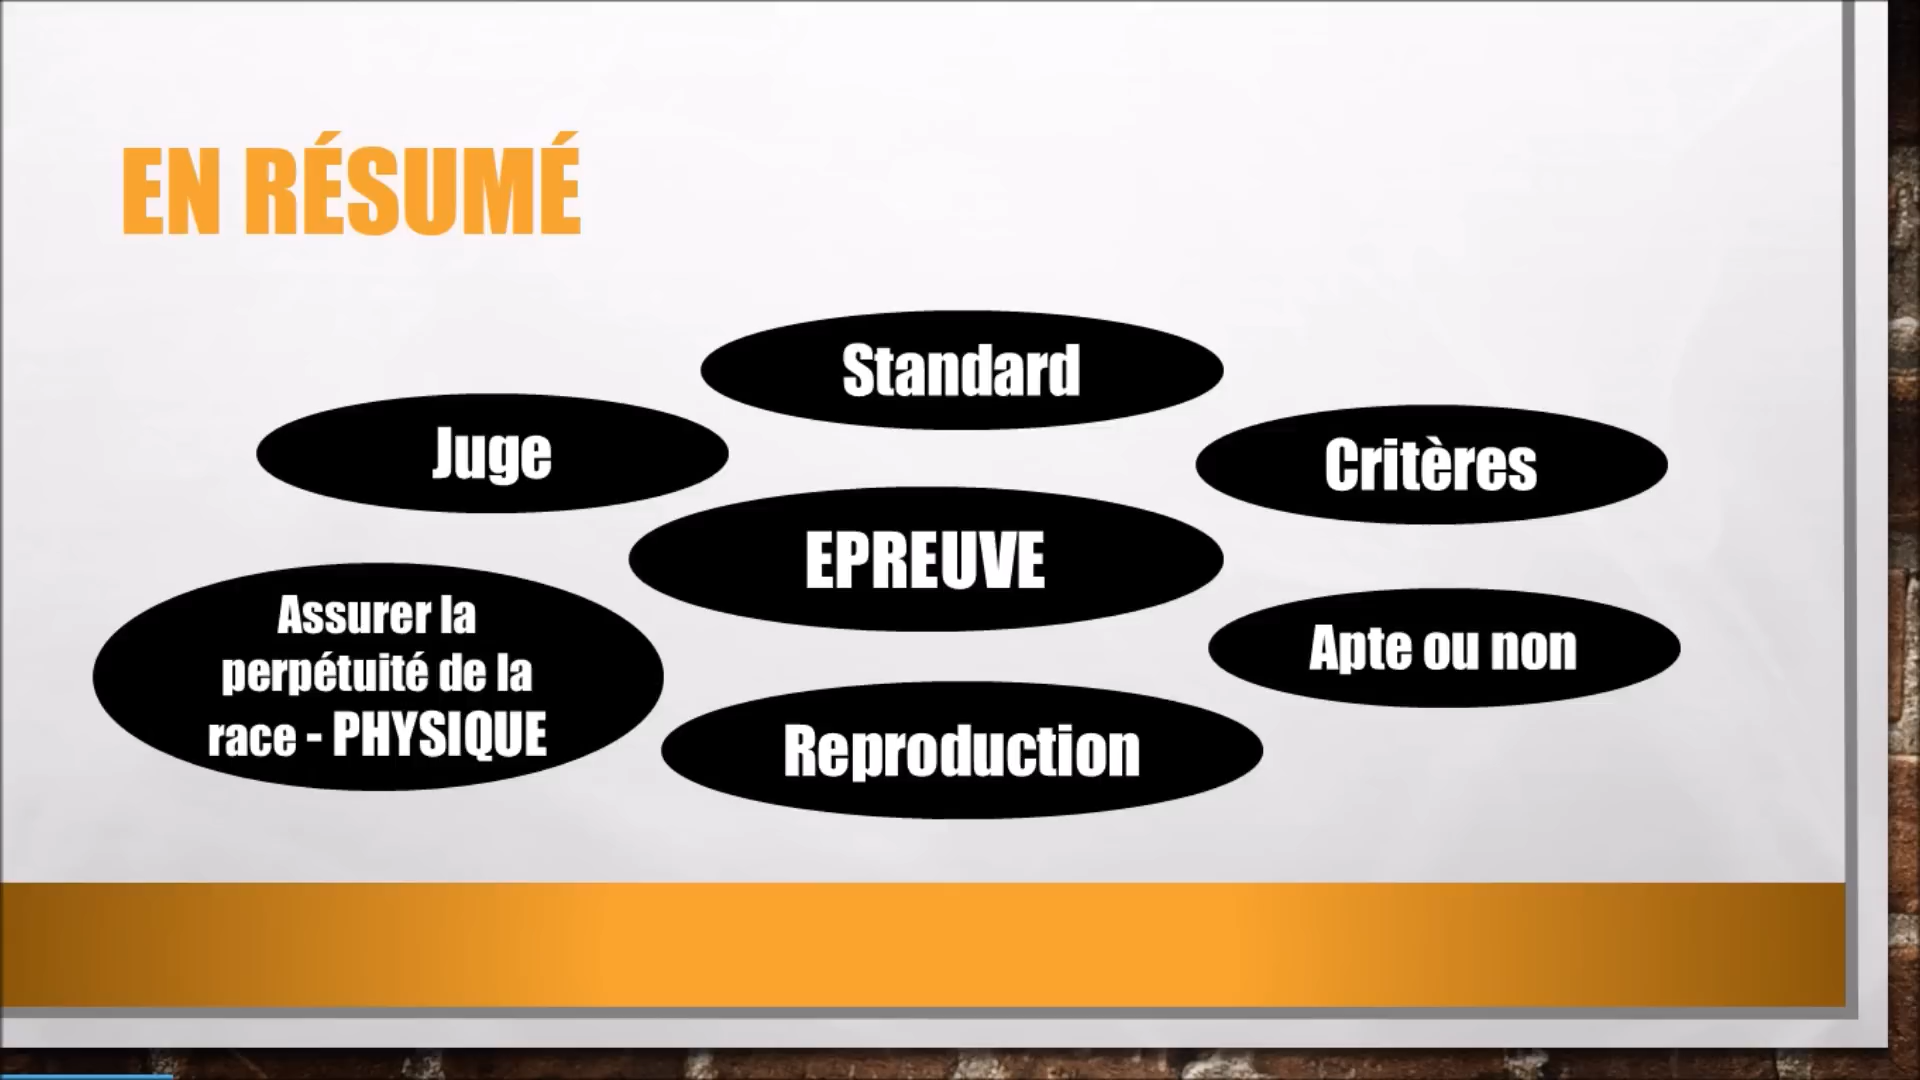 EN RÉSUMÉ
Standard
Juge
Critères
EPREUVE
Assurer la
perpétuité de la
race - PHYSIQUE
Apte ou non
Reproduction